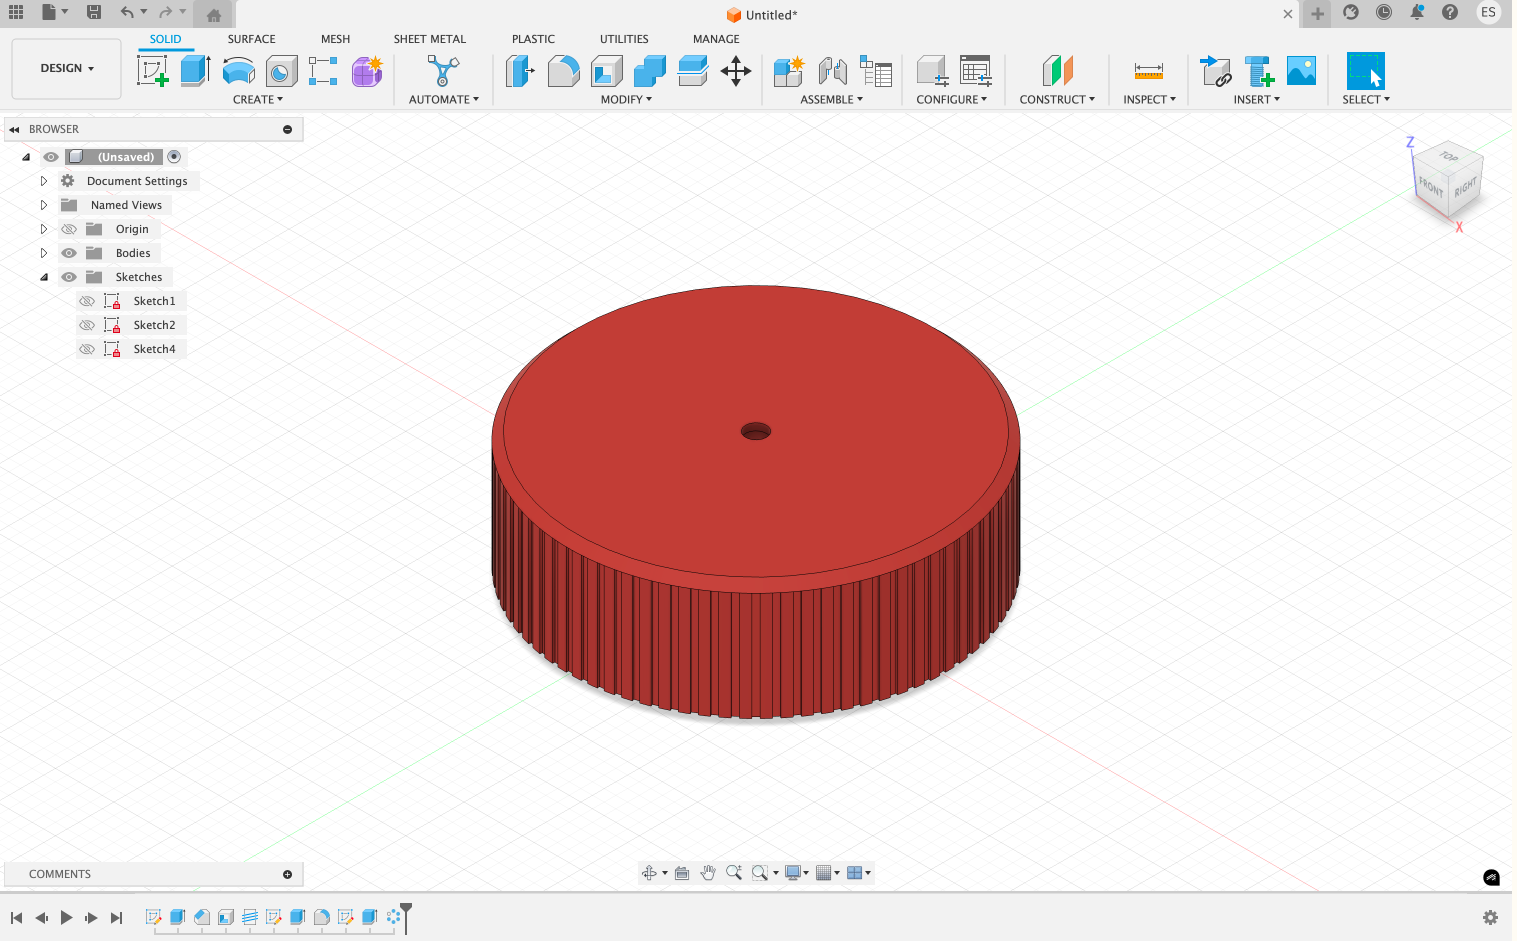 Untitled*
ES
DESIGN
SOLID
SURFACE
MESH
SHEET METAL
PLASTIC
UTILITIES
MANAGE
CREATE
AUTOMATE
MODIFY
ASSEMBLE
CONFIGURE
CONSTRUCT
INSPECT
INSERT
SELECT
BROWSER
(Unsaved)
Document Settings
Named Views
Origin
Bodies
Sketches
Sketch1
Sketch2
Sketch4
Z
TOP
FRONT
RIGHT
X
COMMENTS